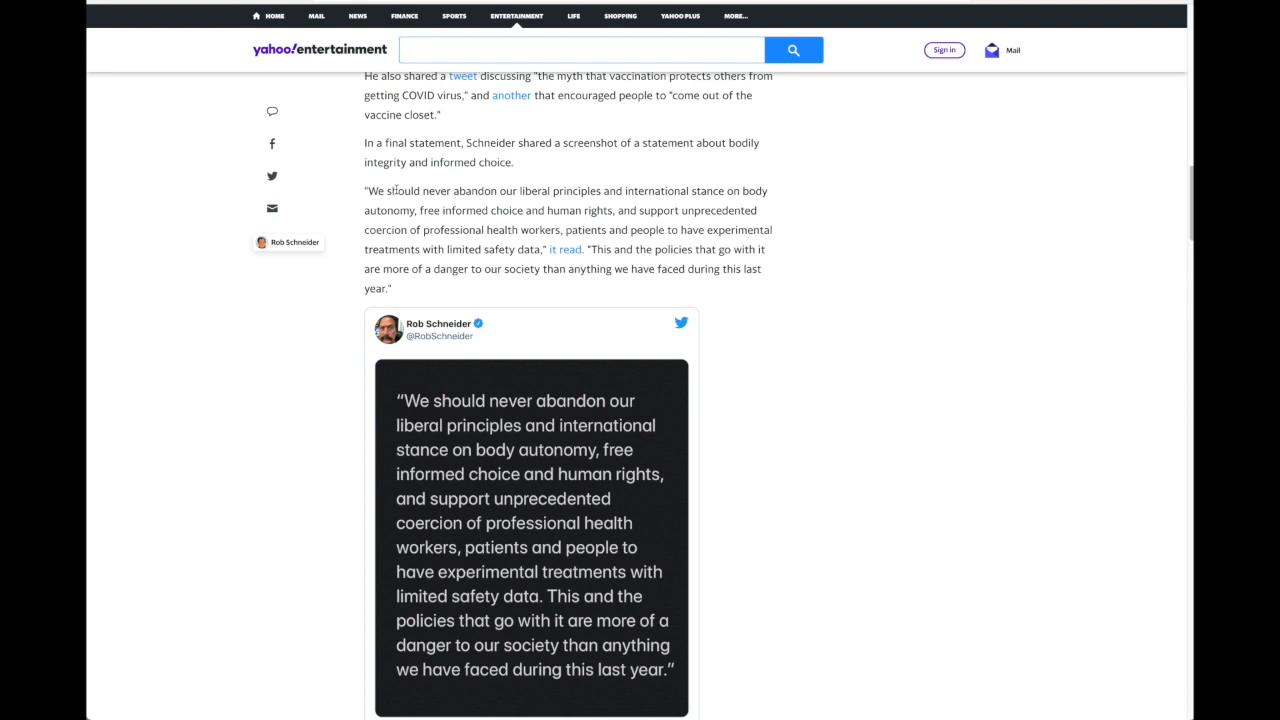 HOME MAIL NEWS FINANCE SPORTS ENTERTAINMENT LIFE SHOPPING YAHOO PLUS MORE...
yahoo!entertainment
Sign in
Mail
He also shared a tweet discussing "the myth that vaccination protects others from
getting COVID virus," and another that encouraged people to "come out of the
vaccine closet."
In a final statement, Schneider shared a screenshot of a statement about bodily
integrity and informed choice.
"We should never abandon our liberal principles and international stance on body
autonomy, free informed choice and human rights, and support unprecedented
coercion of professional health workers, patients and people to have experimental
treatments with limited safety data," it read. "This and the policies that go with it
are more of a danger to our society than anything we have faced during this last
year."
Rob Schneider
Rob Schneider
@RobSchneider
“We should never abandon our
liberal principles and international
stance on body autonomy, free
informed choice and human rights,
and support unprecedented
coercion of professional health
workers, patients and people to
have experimental treatments with
limited safety data. This and the
policies that go with it are more of a
danger to our society than anything
we have faced during this last year.”